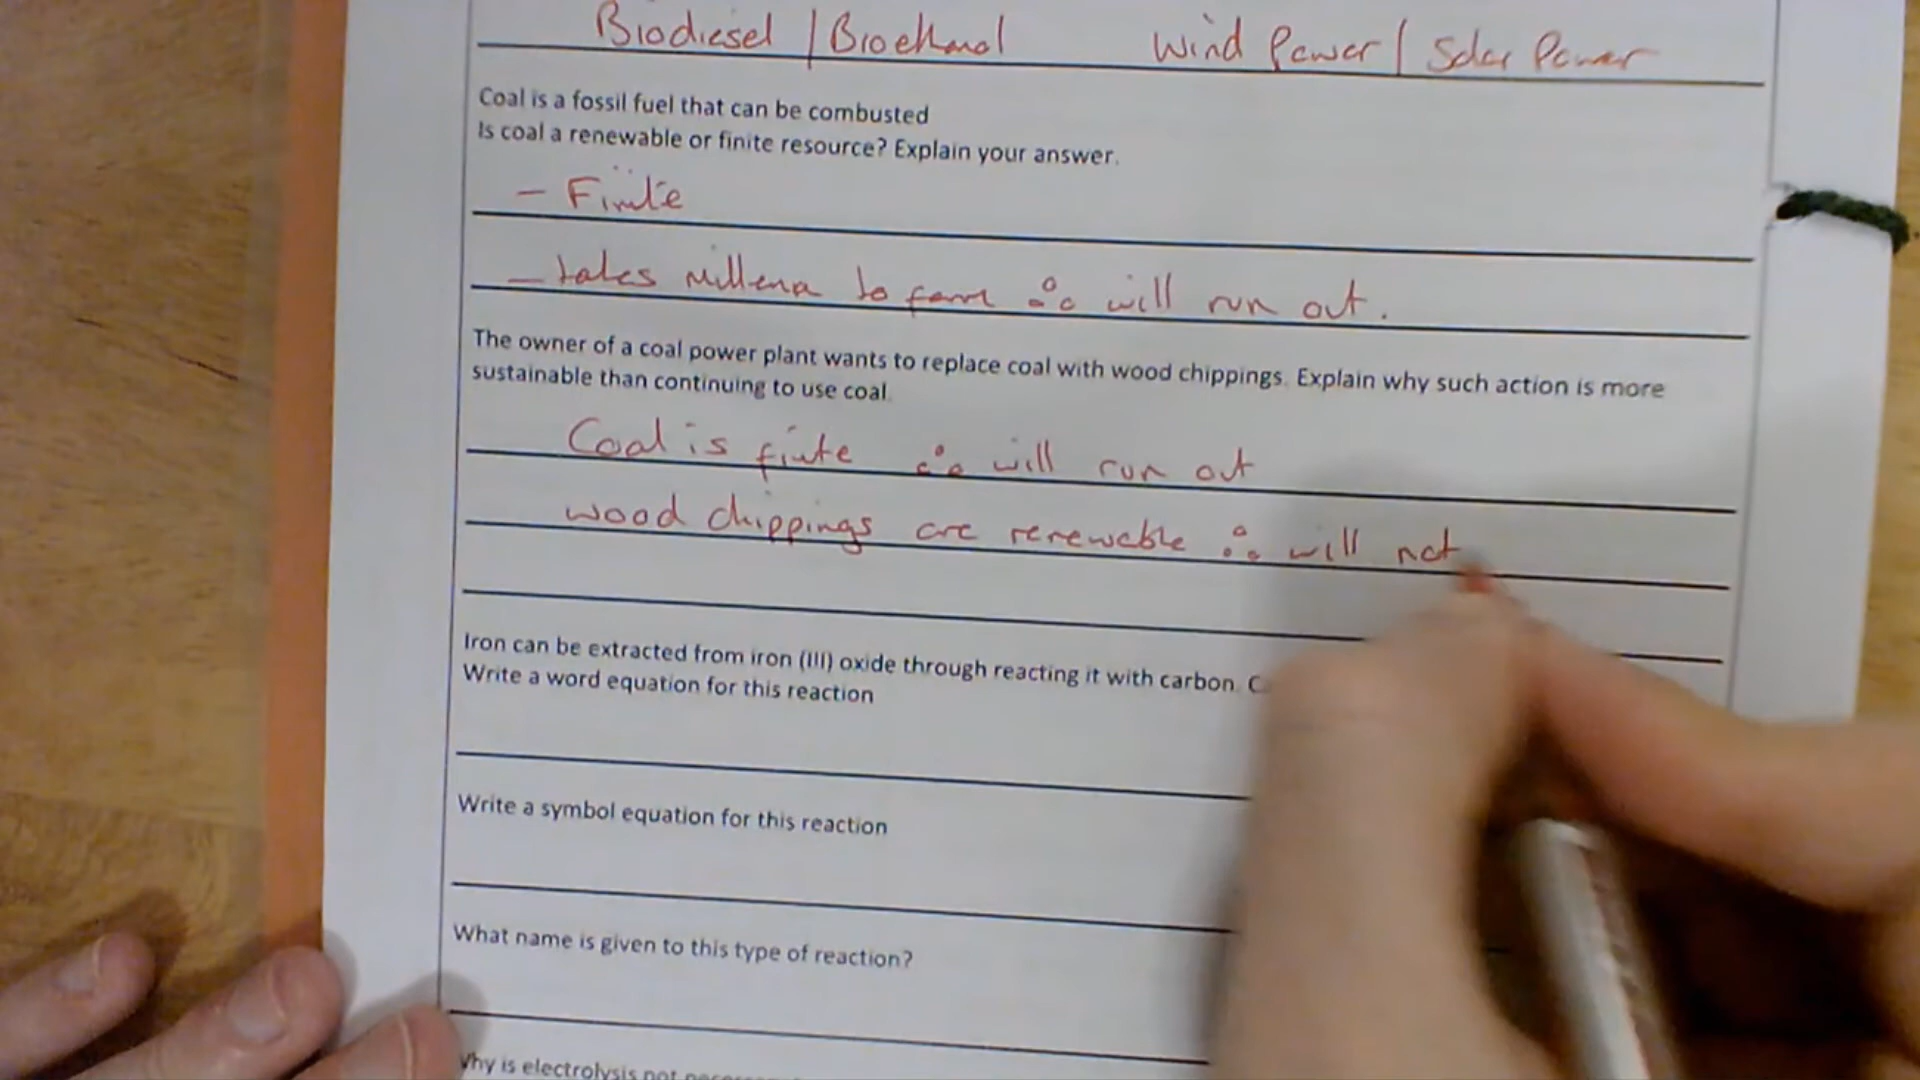 Biodiesel / Bioethanol Wind Power / Solar Power
Coal is a fossil fuel that can be combusted
Is coal a renewable or finite resource? Explain your answer.
- Finite
- takes millenia to form ∴ will run out.
The owner of a coal power plant wants to replace coal with wood chippings. Explain why such action is more
sustainable than continuing to use coal.
Coal is finite ∴ will run out
wood chippings are renewable ∴ will not
Iron can be extracted from iron (III) oxide through reacting it with carbon.
Write a word equation for this reaction
Write a symbol equation for this reaction
What name is given to this type of reaction?
Why is electrolysis not